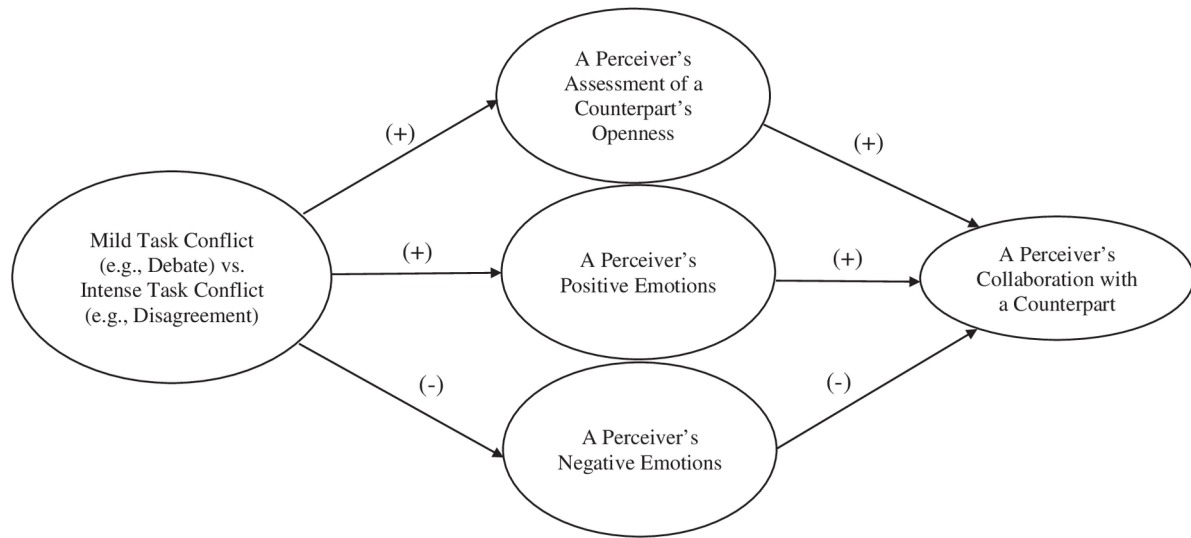 A Perceiver's
Assessment of a
Counterpart's
Openness
(+)
(+)
Mild Task Conflict
(e.g., Debate) vs.
Intense Task Conflict
(e.g., Disagreement)
(+)
A Perceiver's
Positive Emotions
(+)
A Perceiver's
Collaboration with
a Counterpart
(-)
(-)
A Perceiver's
Negative Emotions